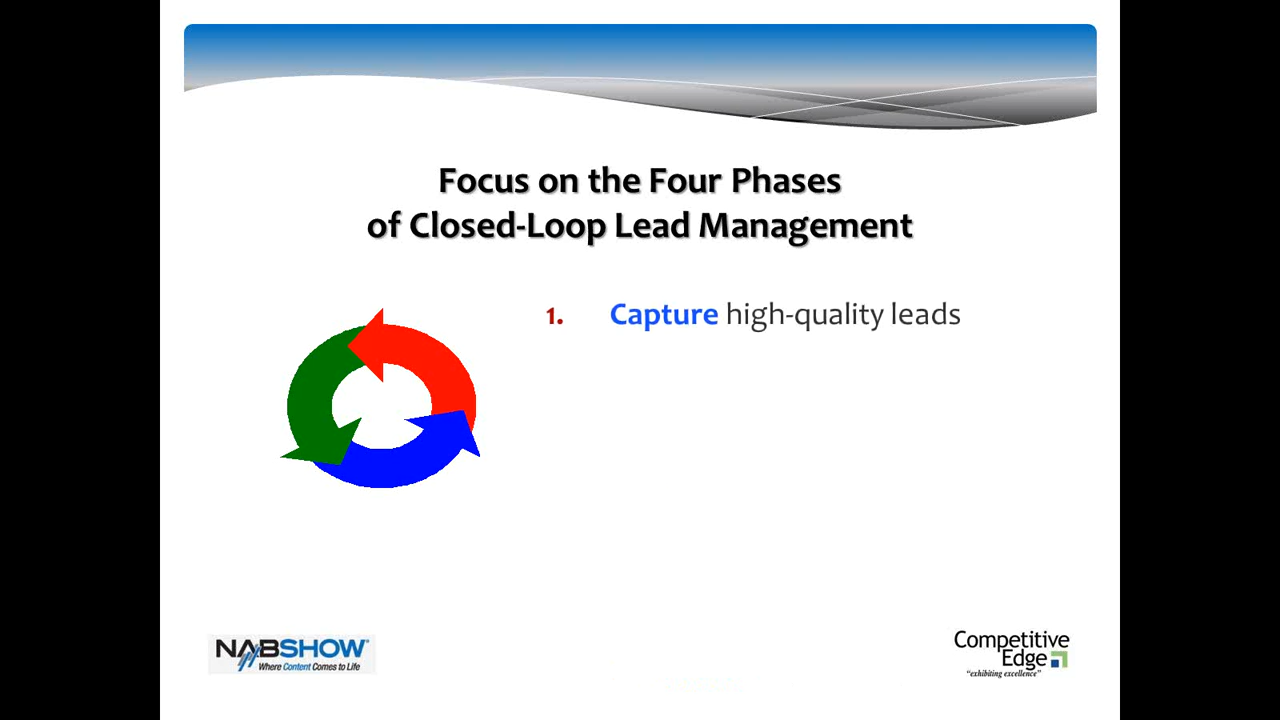 Focus on the Four Phases
of Closed-Loop Lead Management
1. Capture high-quality leads
NABSHOW®
Where Content Comes to Life
Competitive
Edge
"exhibiting excellence"